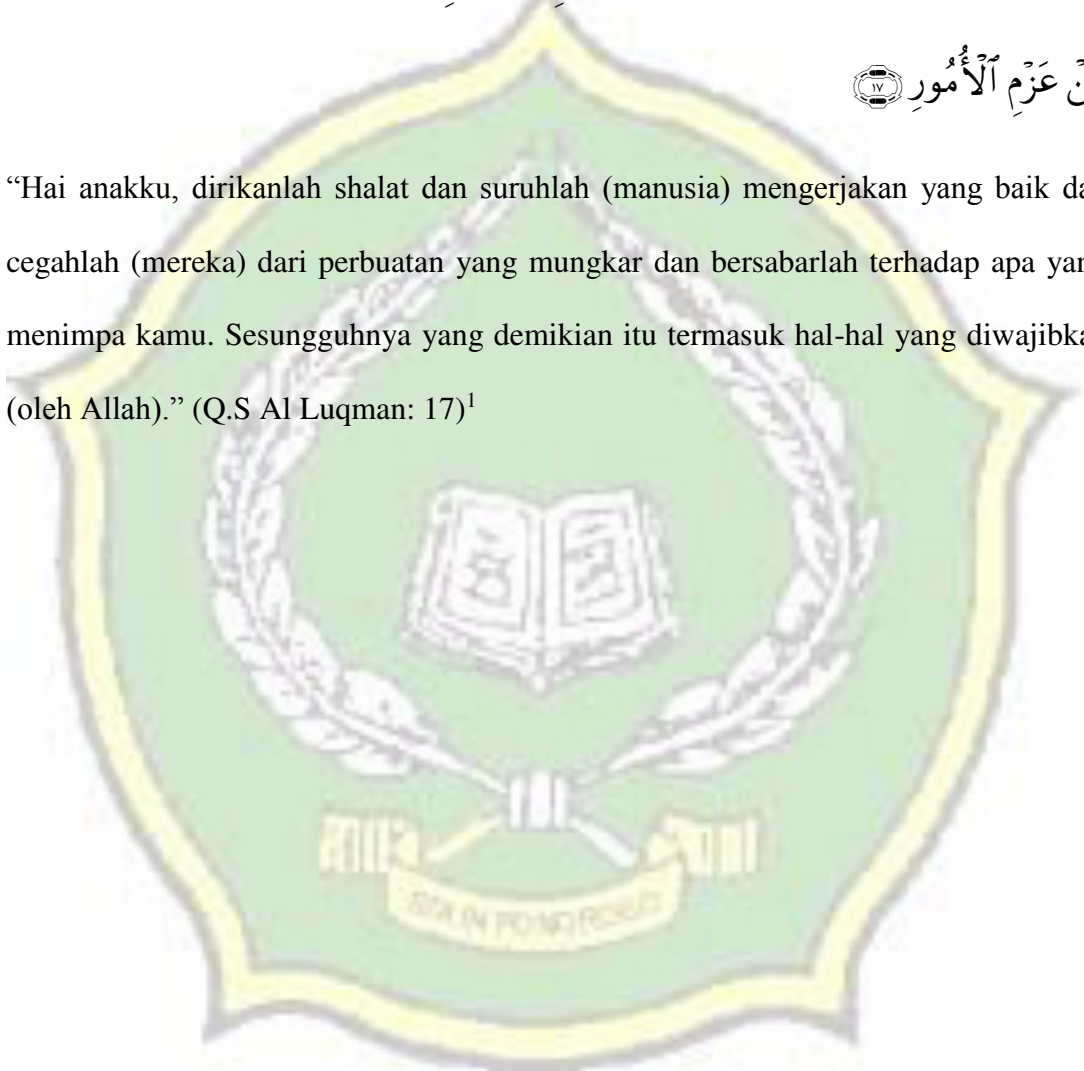 نْ عَزْمِ ٱلْأُمُورِ ۝١٧
“Hai anakku, dirikanlah shalat dan suruhlah (manusia) mengerjakan yang baik da
cegahlah (mereka) dari perbuatan yang mungkar dan bersabarlah terhadap apa yan
menimpa kamu. Sesungguhnya yang demikian itu termasuk hal-hal yang diwajibka
(oleh Allah).” (Q.S Al Luqman: 17)1